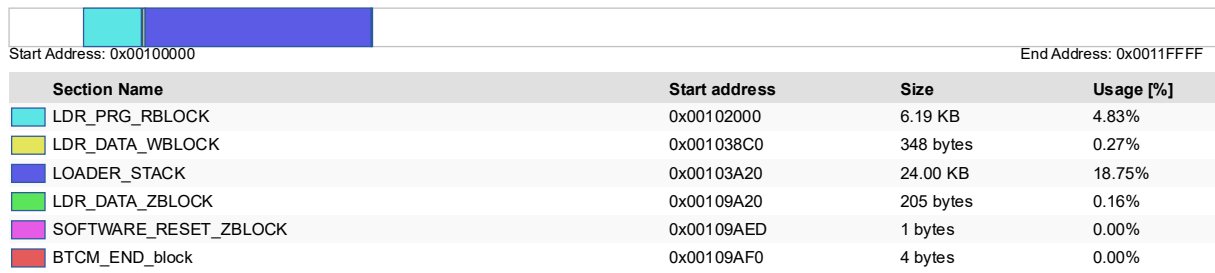 Start Address: 0x00100000 End Address: 0x0011FFFF
Section Name Start address Size Usage [%]
LDR_PRG_RBLOCK 0x00102000 6.19 KB 4.83%
LDR_DATA_WBLOCK 0x001038C0 348 bytes 0.27%
LOADER_STACK 0x00103A20 24.00 KB 18.75%
LDR_DATA_ZBLOCK 0x00109A20 205 bytes 0.16%
SOFTWARE_RESET_ZBLOCK 0x00109AED 1 bytes 0.00%
BTCM_END_block 0x00109AF0 4 bytes 0.00%